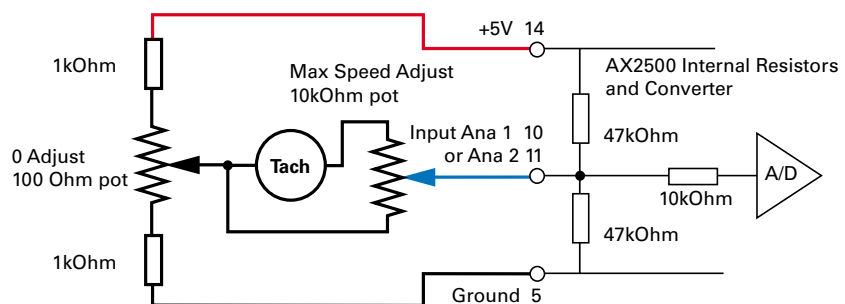 +5V 14
1kOhm
Max Speed Adjust
10kOhm pot
AX2500 Internal Resistors
and Converter
0 Adjust
100 Ohm pot
Tach
Input Ana 1 10
or Ana 2 11
47kOhm
A/D
10kOhm
47kOhm
1kOhm
Ground 5